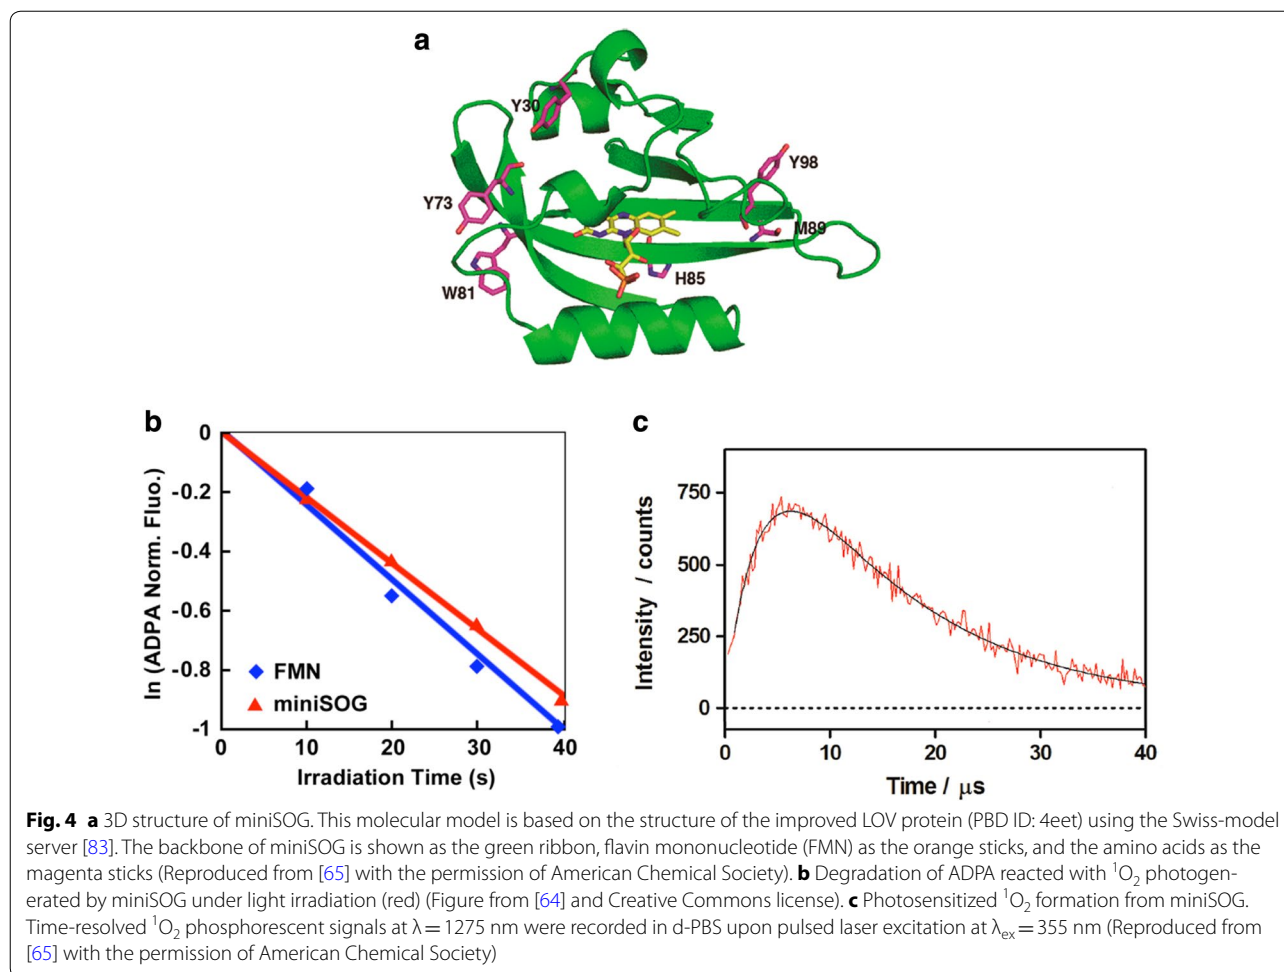 a
Y30
Y98
Y73
M89
H85
W81
b
0
-0.2
-0.4
-0.6
-0.8
-1
ln (ADPA Norm. Fluo.)
FMN
miniSOG
0 10 20 30 40
Irradiation Time (s)
c
750
500
250
0
Intensity / counts
0 10 20 30 40
Time / μs
Fig. 4 a 3D structure of miniSOG. This molecular model is based on the structure of the improved LOV protein (PBD ID: 4eet) using the Swiss-model
server [83]. The backbone of miniSOG is shown as the green ribbon, flavin mononucleotide (FMN) as the orange sticks, and the amino acids as the
magenta sticks (Reproduced from [65] with the permission of American Chemical Society). b Degradation of ADPA reacted with ¹O₂ photogen-
erated by miniSOG under light irradiation (red) (Figure from [64] and Creative Commons license). c Photosensitized ¹O₂ formation from miniSOG.
Time-resolved ¹O₂ phosphorescent signals at λ = 1275 nm were recorded in d-PBS upon pulsed laser excitation at λₑₓ = 355 nm (Reproduced from
[65] with the permission of American Chemical Society)